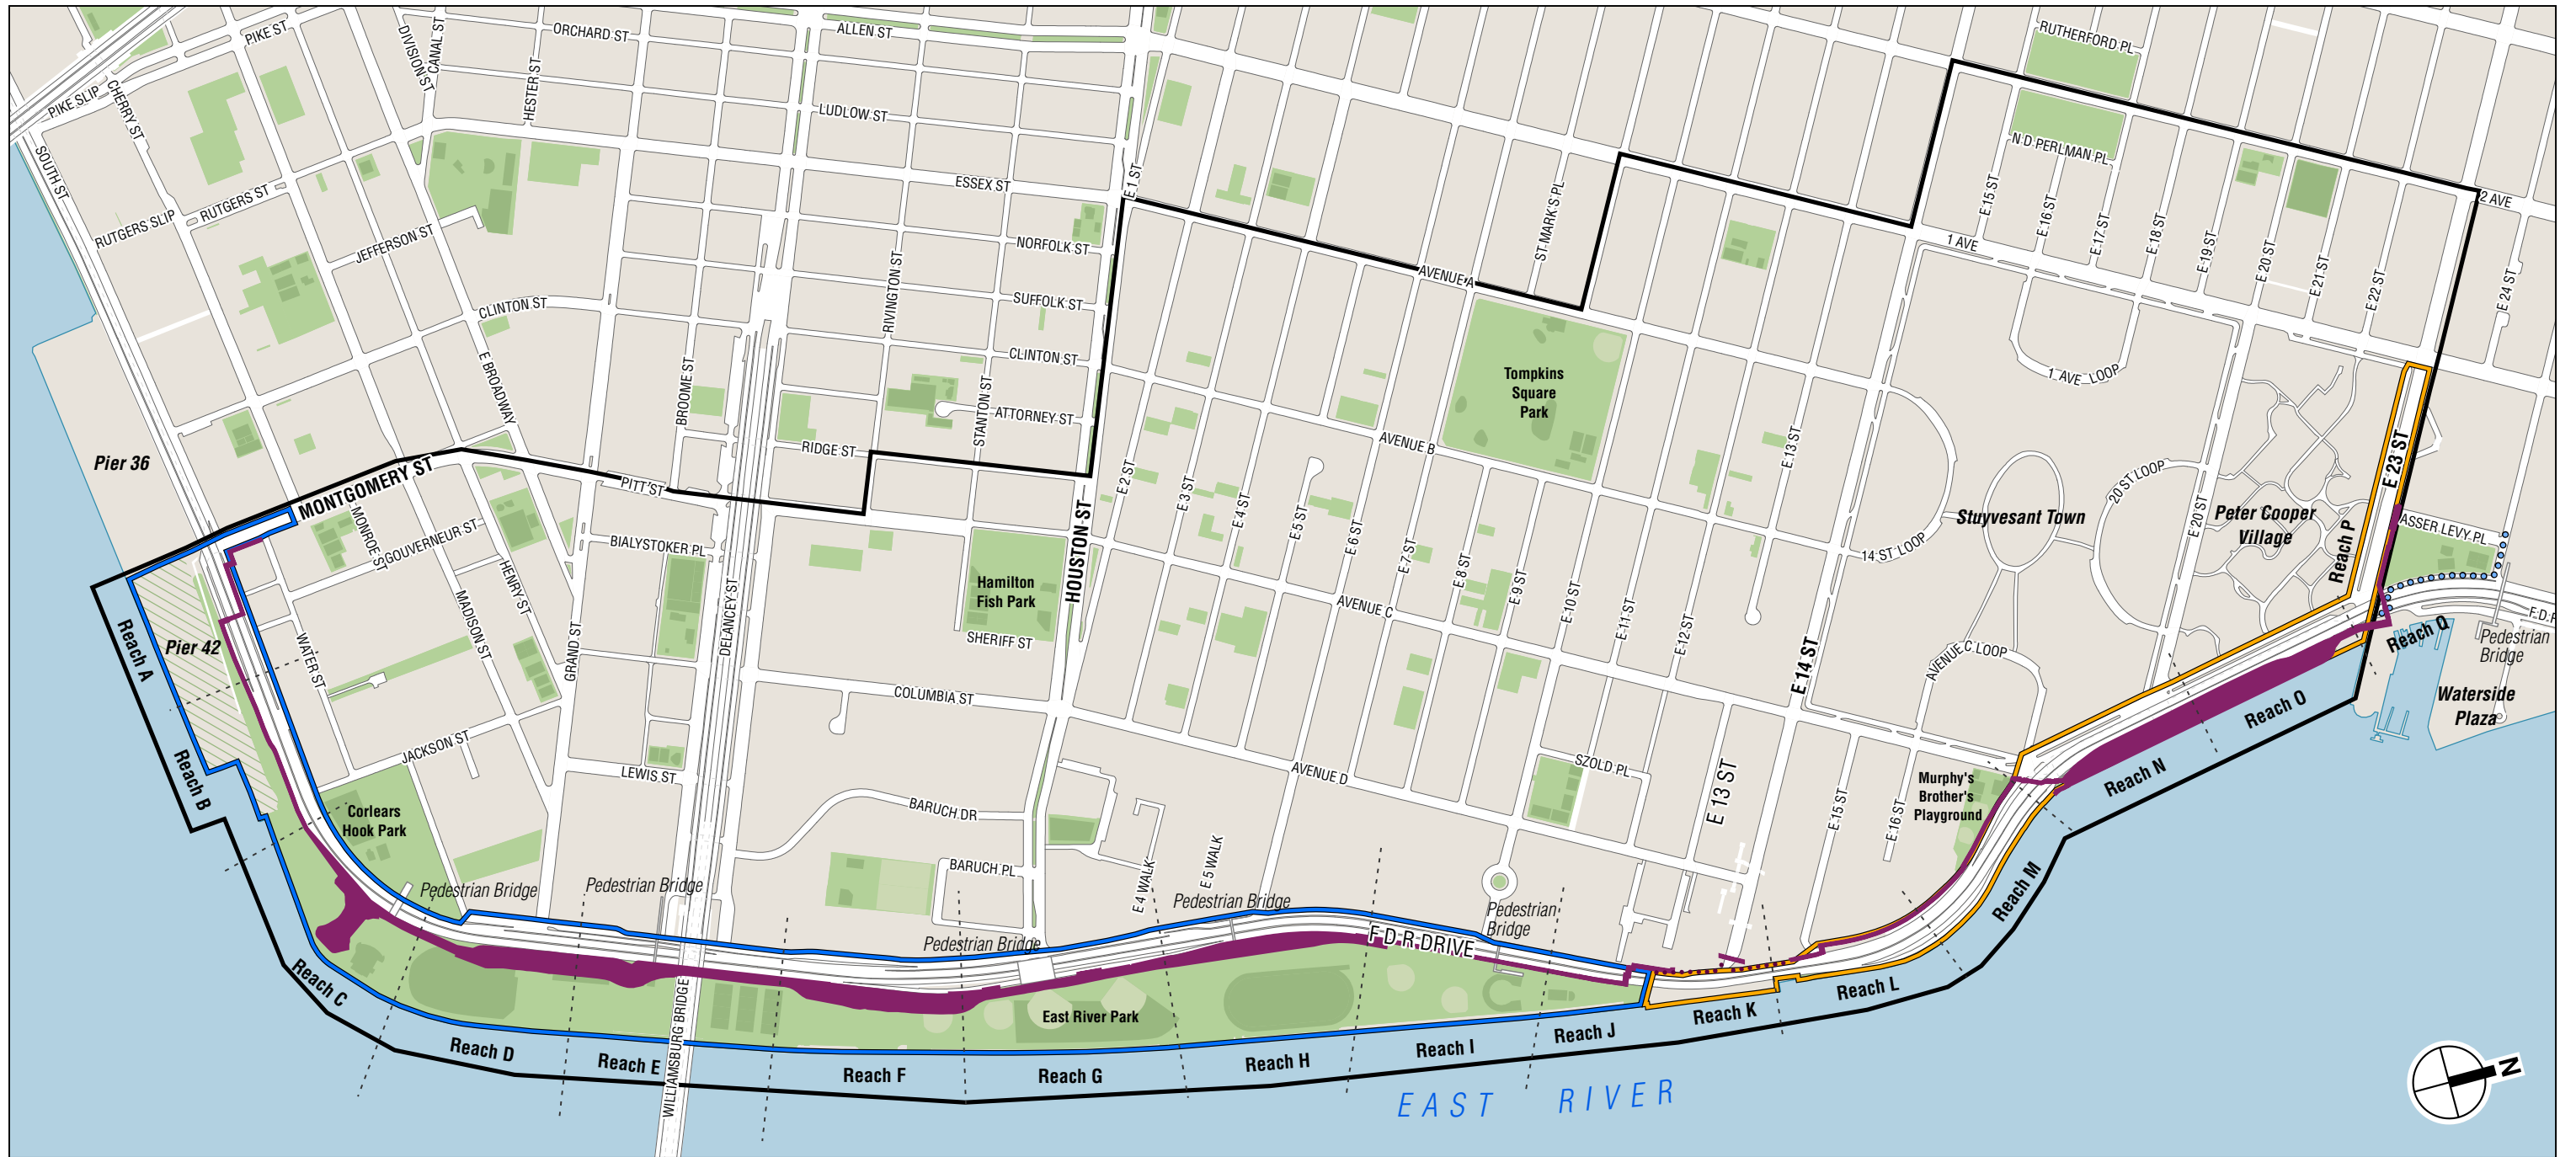 PIKE ST
DIVISION ST
CANAL ST
HESTER ST
ORCHARD ST
ALLEN ST
RUTHERFORD PL
PIKE SLIP
CHERRY ST
LUDLOW ST
SOUTH ST
N D PERLMAN PL
ESSEX ST
E 1 ST
ST MARK'S PL
E 15 ST
E 16 ST
E 17 ST
E 18 ST
E 19 ST
E 20 ST
E 21 ST
E 22 ST
E 24 ST
2 AVE
RUTGERS SLIP
RUTGERS ST
JEFFERSON ST
NORFOLK ST
1 AVE
AVENUE A
RIVINGTON ST
SUFFOLK ST
CLINTON ST
CLINTON ST
E BROADWAY
BROOME ST
STANTON ST
ATTORNEY ST
RIDGE ST
1 AVE LOOP
Tompkins
Square
Park
AVENUE B
E 13 ST
Pier 36
MONTGOMERY ST
PITT ST
HOUSTON ST
E 2 ST
E 3 ST
E 4 ST
E 5 ST
E 6 ST
E 7 ST
E 8 ST
E 9 ST
E 10 ST
E 11 ST
E 12 ST
E 14 ST
14 ST LOOP
Stuyvesant Town
20 ST LOOP
E 20 ST
Peter Cooper
Village
E 23 ST
Reach P
ASSER LEVY PL
MONROE ST
GOUVERNEUR ST
HENRY ST
BIALYSTOKER PL
MADISON ST
GRAND ST
DELANCEY ST
Hamilton
Fish Park
SHERIFF ST
AVENUE C
AVENUE C LOOP
F.D.R
Reach Q
Pedestrian
Bridge
Waterside
Plaza
Reach A
Pier 42
WATER ST
COLUMBIA ST
JACKSON ST
LEWIS ST
AVENUE D
SZOLD PL
E 13 ST
E 15 ST
E 16 ST
Murphy's
Brother's
Playground
Reach O
Reach N
Reach M
Reach B
Corlears
Hook Park
BARUCH DR
BARUCH PL
E 4 WALK
E 5 WALK
Pedestrian Bridge
Pedestrian Bridge
Pedestrian Bridge
Pedestrian Bridge
Pedestrian
Bridge
F D R DRIVE
East River Park
WILLIAMSBURG BRIDGE
Reach C
Reach D
Reach E
Reach F
Reach G
Reach H
Reach I
Reach J
Reach K
Reach L
EAST RIVER
N